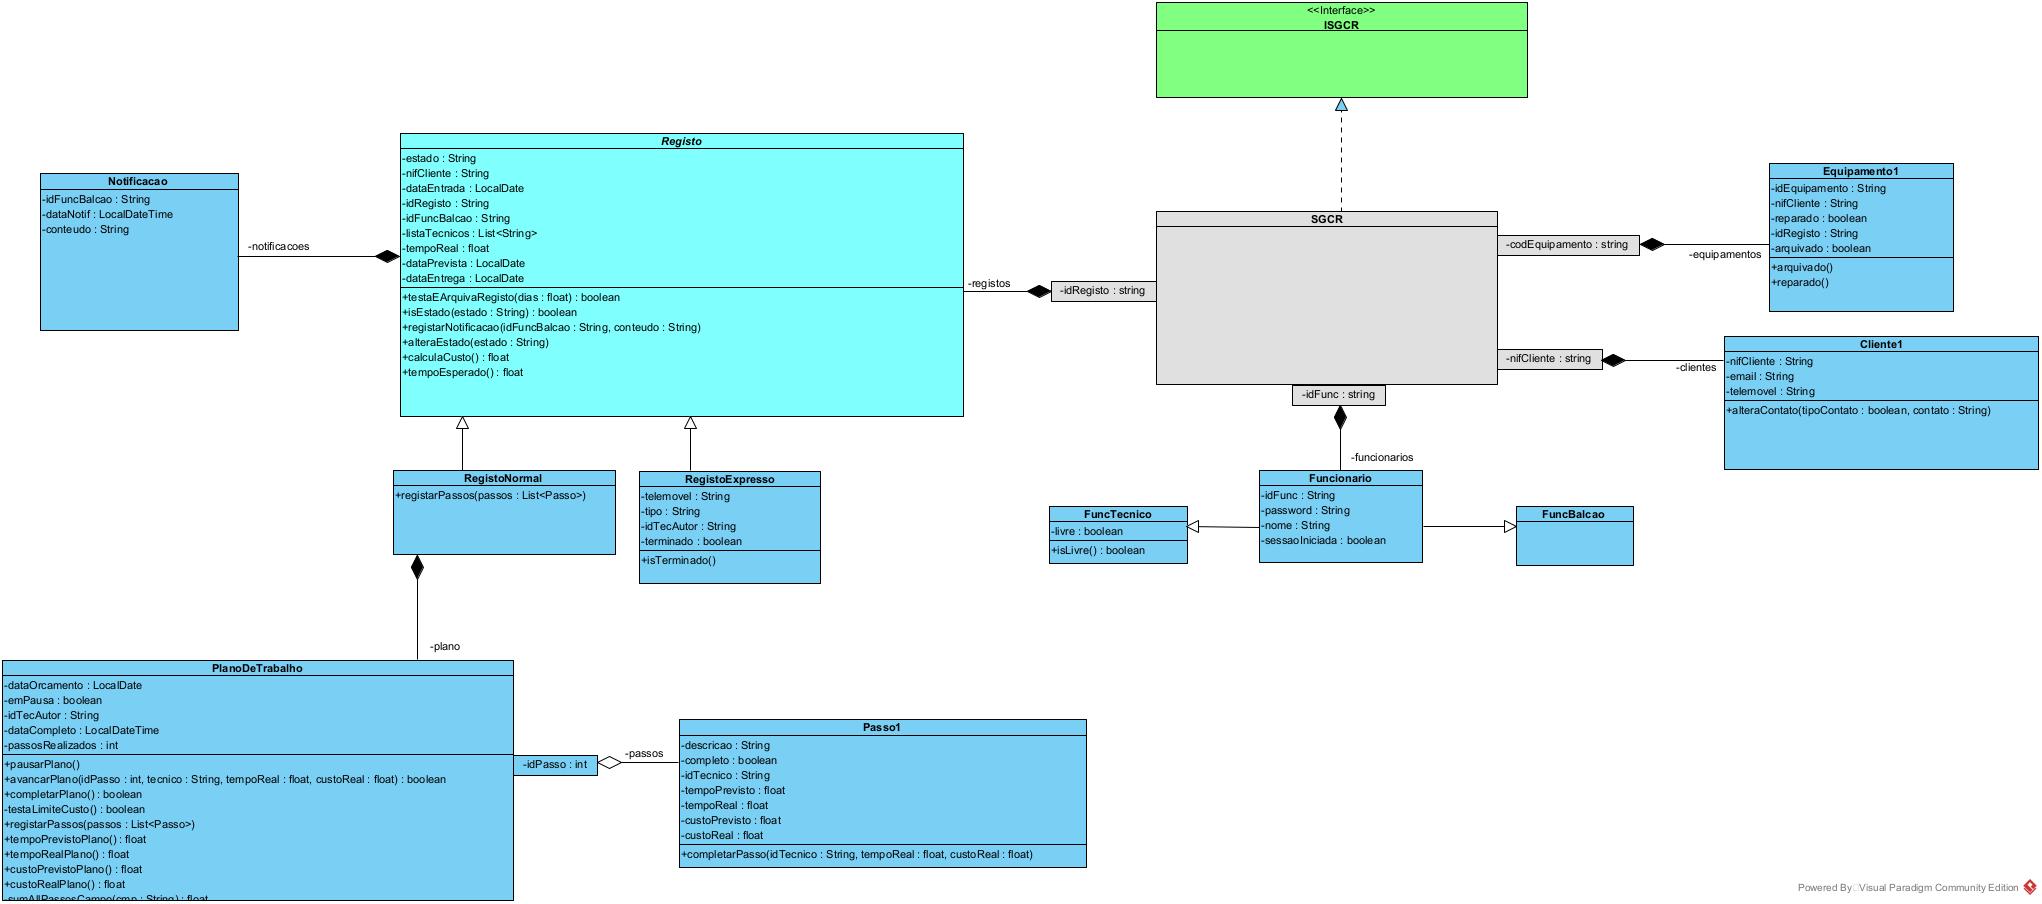 <<Interface>>
ISGCR
Registo
-estado : String
-nifCliente : String
-dataEntrada : LocalDate
-idRegisto : String
-idFuncBalcao : String
-listaTecnicos : List<String>
-tempoReal : float
-dataPrevista : LocalDate
-dataEntrega : LocalDate
+testaEArquivaRegisto(dias : float) : boolean
+isEstado(estado : String) : boolean
+registarNotificacao(idFuncBalcao : String, conteudo : String)
+alteraEstado(estado : String)
+calculaCusto() : float
+tempoEsperado() : float
Notificacao
-idFuncBalcao : String
-dataNotif : LocalDateTime
-conteudo : String
-notificacoes
-registos
-idRegisto : string
SGCR
-codEquipamento : string
-equipamentos
Equipamento1
-idEquipamento : String
-nifCliente : String
-reparado : boolean
-idRegisto : String
-arquivado : boolean
+arquivado()
+reparado()
-nifCliente : string
-clientes
Cliente1
-nifCliente : String
-email : String
-telemovel : String
+alteraContato(tipoContato : boolean, contato : String)
-idFunc : string
-funcionarios
Funcionario
-idFunc : String
-password : String
-nome : String
-sessaoIniciada : boolean
FuncTecnico
-livre : boolean
+isLivre() : boolean
FuncBalcao
RegistoNormal
+registarPassos(passos : List<Passo>)
RegistoExpresso
-telemovel : String
-tipo : String
-idTecAutor : String
-terminado : boolean
+isTerminado()
-plano
PlanoDeTrabalho
-dataOrcamento : LocalDate
-emPausa : boolean
-idTecAutor : String
-dataCompleto : LocalDateTime
-passosRealizados : int
+pausarPlano()
+avancarPlano(idPasso : int, tecnico : String, tempoReal : float, custoReal : float) : boolean
+completarPlano() : boolean
-testaLimiteCusto() : boolean
+registarPassos(passos : List<Passo>)
+tempoPrevistoPlano() : float
+tempoRealPlano() : float
+custoPrevistoPlano() : float
+custoRealPlano() : float
-sumAllPassosCampo(cmp : String) : float
-idPasso : int
-passos
Passo1
-descricao : String
-completo : boolean
-idTecnico : String
-tempoPrevisto : float
-tempoReal : float
-custoPrevisto : float
-custoReal : float
+completarPasso(idTecnico : String, tempoReal : float, custoReal : float)
Powered By Visual Paradigm Community Edition